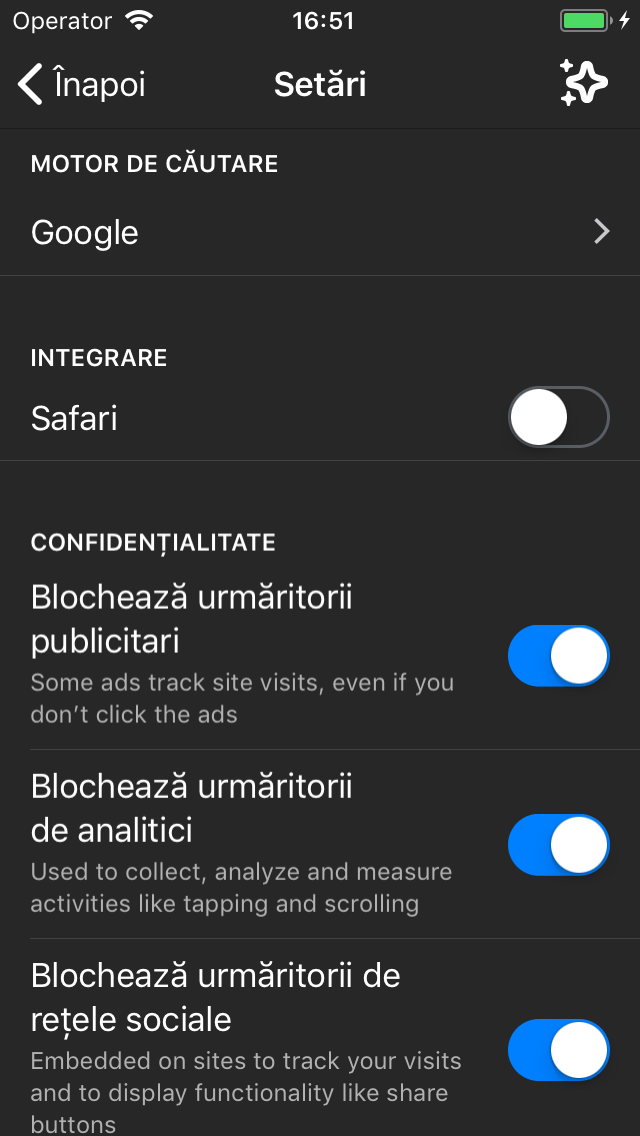 Operator 16:51
Înapoi Setări
MOTOR DE CĂUTARE
Google
INTEGRARE
Safari
CONFIDENȚIALITATE
Blochează urmăritorii
publicitari
Some ads track site visits, even if you
don’t click the ads
Blochează urmăritorii
de analitici
Used to collect, analyze and measure
activities like tapping and scrolling
Blochează urmăritorii de
rețele sociale
Embedded on sites to track your visits
and to display functionality like share
buttons